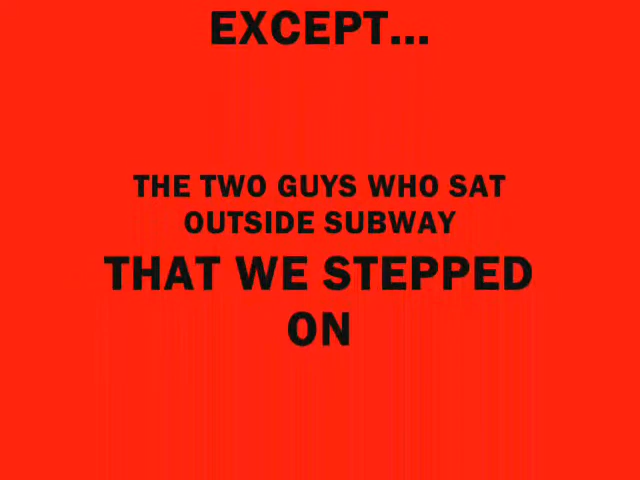 EXCEPT...
THE TWO GUYS WHO SAT
OUTSIDE SUBWAY
THAT WE STEPPED
ON